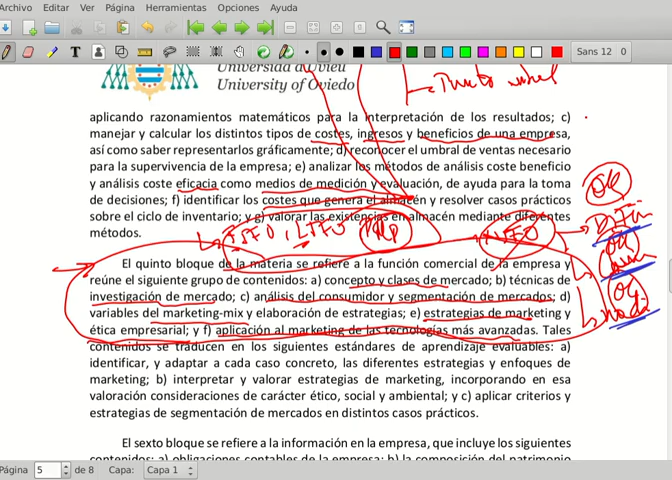 Archivo Editar Ver Página Herramientas Opciones Ayuda
Sans 12 0
University of Oviedo
Punto
aplicando razonamientos matemáticos para la interpretación de los resultados; c)
manejar y calcular los distintos tipos de costes, ingresos y beneficios de una empresa,
así como saber representarlos gráficamente; d) reconocer el umbral de ventas necesario
para la supervivencia de la empresa; e) analizar los métodos de análisis coste beneficio
y análisis coste eficacia como medios de medición y evaluación, de ayuda para la toma
de decisiones; f) identificar los costes que genera el almacén y resolver casos prácticos
sobre el ciclo de inventario; y g) valorar las existencias en almacén mediante diferentes
métodos.
PMP
El quinto bloque de la materia se refiere a la función comercial de la empresa y
reúne el siguiente grupo de contenidos: a) concepto y clases de mercado; b) técnicas de
investigación de mercado; c) análisis del consumidor y segmentación de mercados; d)
variables del marketing-mix y elaboración de estrategias; e) estrategias de marketing y
ética empresarial; y f) aplicación al marketing de las tecnologías más avanzadas. Tales
contenidos se traducen en los siguientes estándares de aprendizaje evaluables: a)
identificar, y adaptar a cada caso concreto, las diferentes estrategias y enfoques de
marketing; b) interpretar y valorar estrategias de marketing, incorporando en esa
valoración consideraciones de carácter ético, social y ambiental; y c) aplicar criterios y
estrategias de segmentación de mercados en distintos casos prácticos.
El sexto bloque se refiere a la información en la empresa, que incluye los siguientes
contenidos: a) obligaciones contables de la empresa; b) la composición del patrimonio
Página 5 de 8 Capa: Capa 1